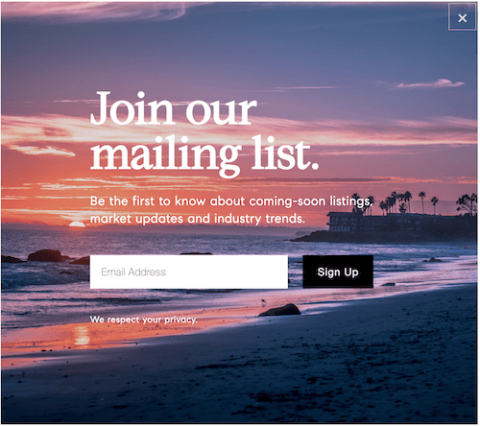 ×
Join our
mailing list.
Be the first to know about coming-soon listings,
market updates and industry trends.
Email Address
Sign Up
We respect your privacy.